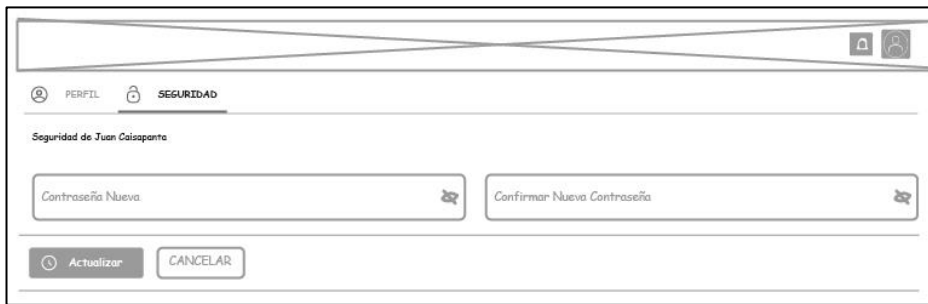 PERFIL SEGURIDAD
Seguridad de Juan Caisapanta
Contraseña Nueva Confirmar Nueva Contraseña
Actualizar CANCELAR